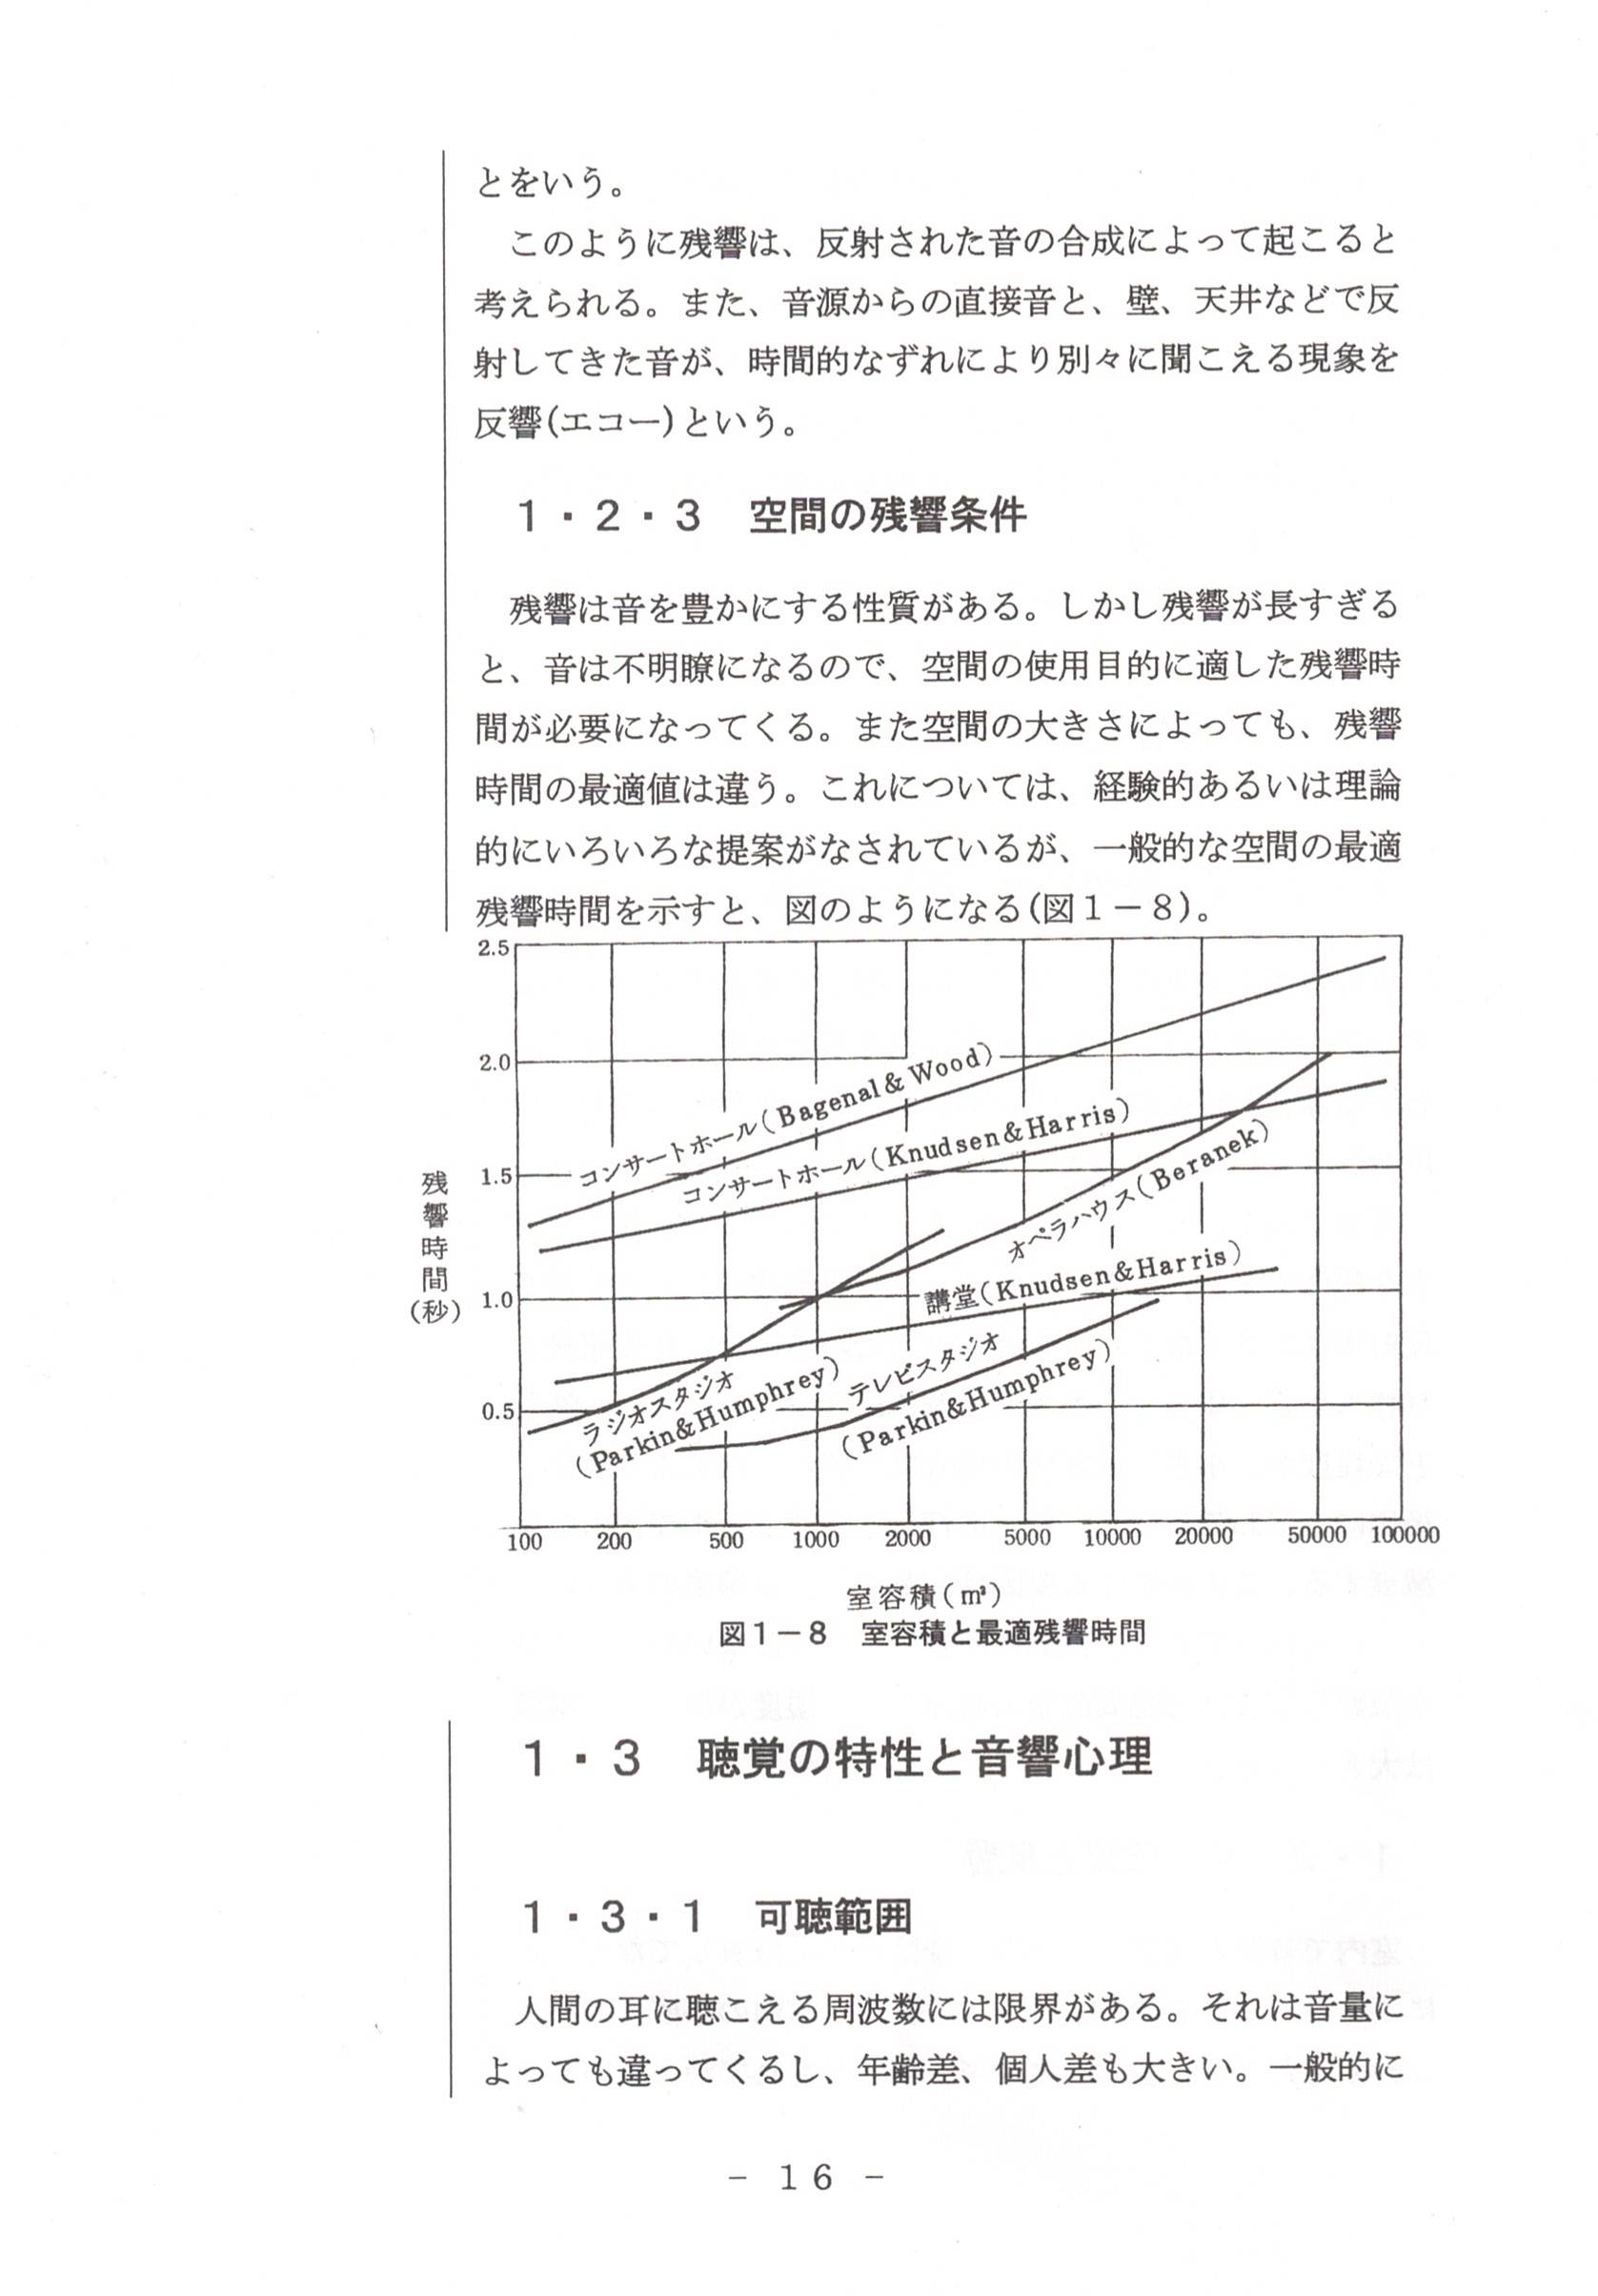 とをいう。
このように残響は、反射された音の合成によって起こると
考えられる。また、音源からの直接音と、壁、天井などで反
射してきた音が、時間的なずれにより別々に聞こえる現象を
反響(エコー)という。
1・2・3 空間の残響条件
残響は音を豊かにする性質がある。しかし残響が長すぎる
と、音は不明瞭になるので、空間の使用目的に適した残響時
間が必要になってくる。また空間の大きさによっても、残響
時間の最適値は違う。これについては、経験的あるいは理論
的にいろいろな提案がなされているが、一般的な空間の最適
残響時間を示すと、図のようになる(図1－8)。
2.5
2.0
1.5
1.0
0.5
残響時間(秒)
コンサートホール(Bagenal&Wood)
コンサートホール(Knudsen&Harris)
オペラハウス(Beranek)
講堂(Knudsen&Harris)
ラジオスタジオ
(Parkin&Humphrey)
テレビスタジオ
(Parkin&Humphrey)
100 200 500 1000 2000 5000 10000 20000 50000 100000
室容積(㎥)
図1－8 室容積と最適残響時間
1・3 聴覚の特性と音響心理
1・3・1 可聴範囲
人間の耳に聴こえる周波数には限界がある。それは音量に
よっても違ってくるし、年齢差、個人差も大きい。一般的に
－ 16 －